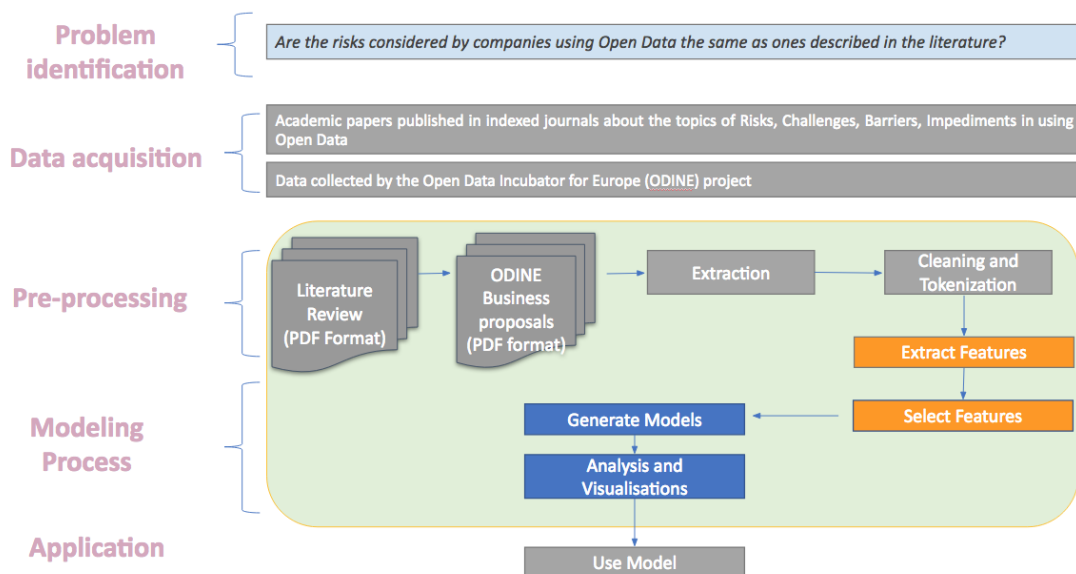 Problem
identification
Are the risks considered by companies using Open Data the same as ones described in the literature?
Data acquisition
Academic papers published in indexed journals about the topics of Risks, Challenges, Barriers, Impediments in using
Open Data
Data collected by the Open Data Incubator for Europe (ODINE) project
Pre-processing
Literature
Review
(PDF Format)
ODINE
Business
proposals
(PDF format)
Extraction
Cleaning and
Tokenization
Extract Features
Modeling
Process
Select Features
Generate Models
Analysis and
Visualisations
Application
Use Model